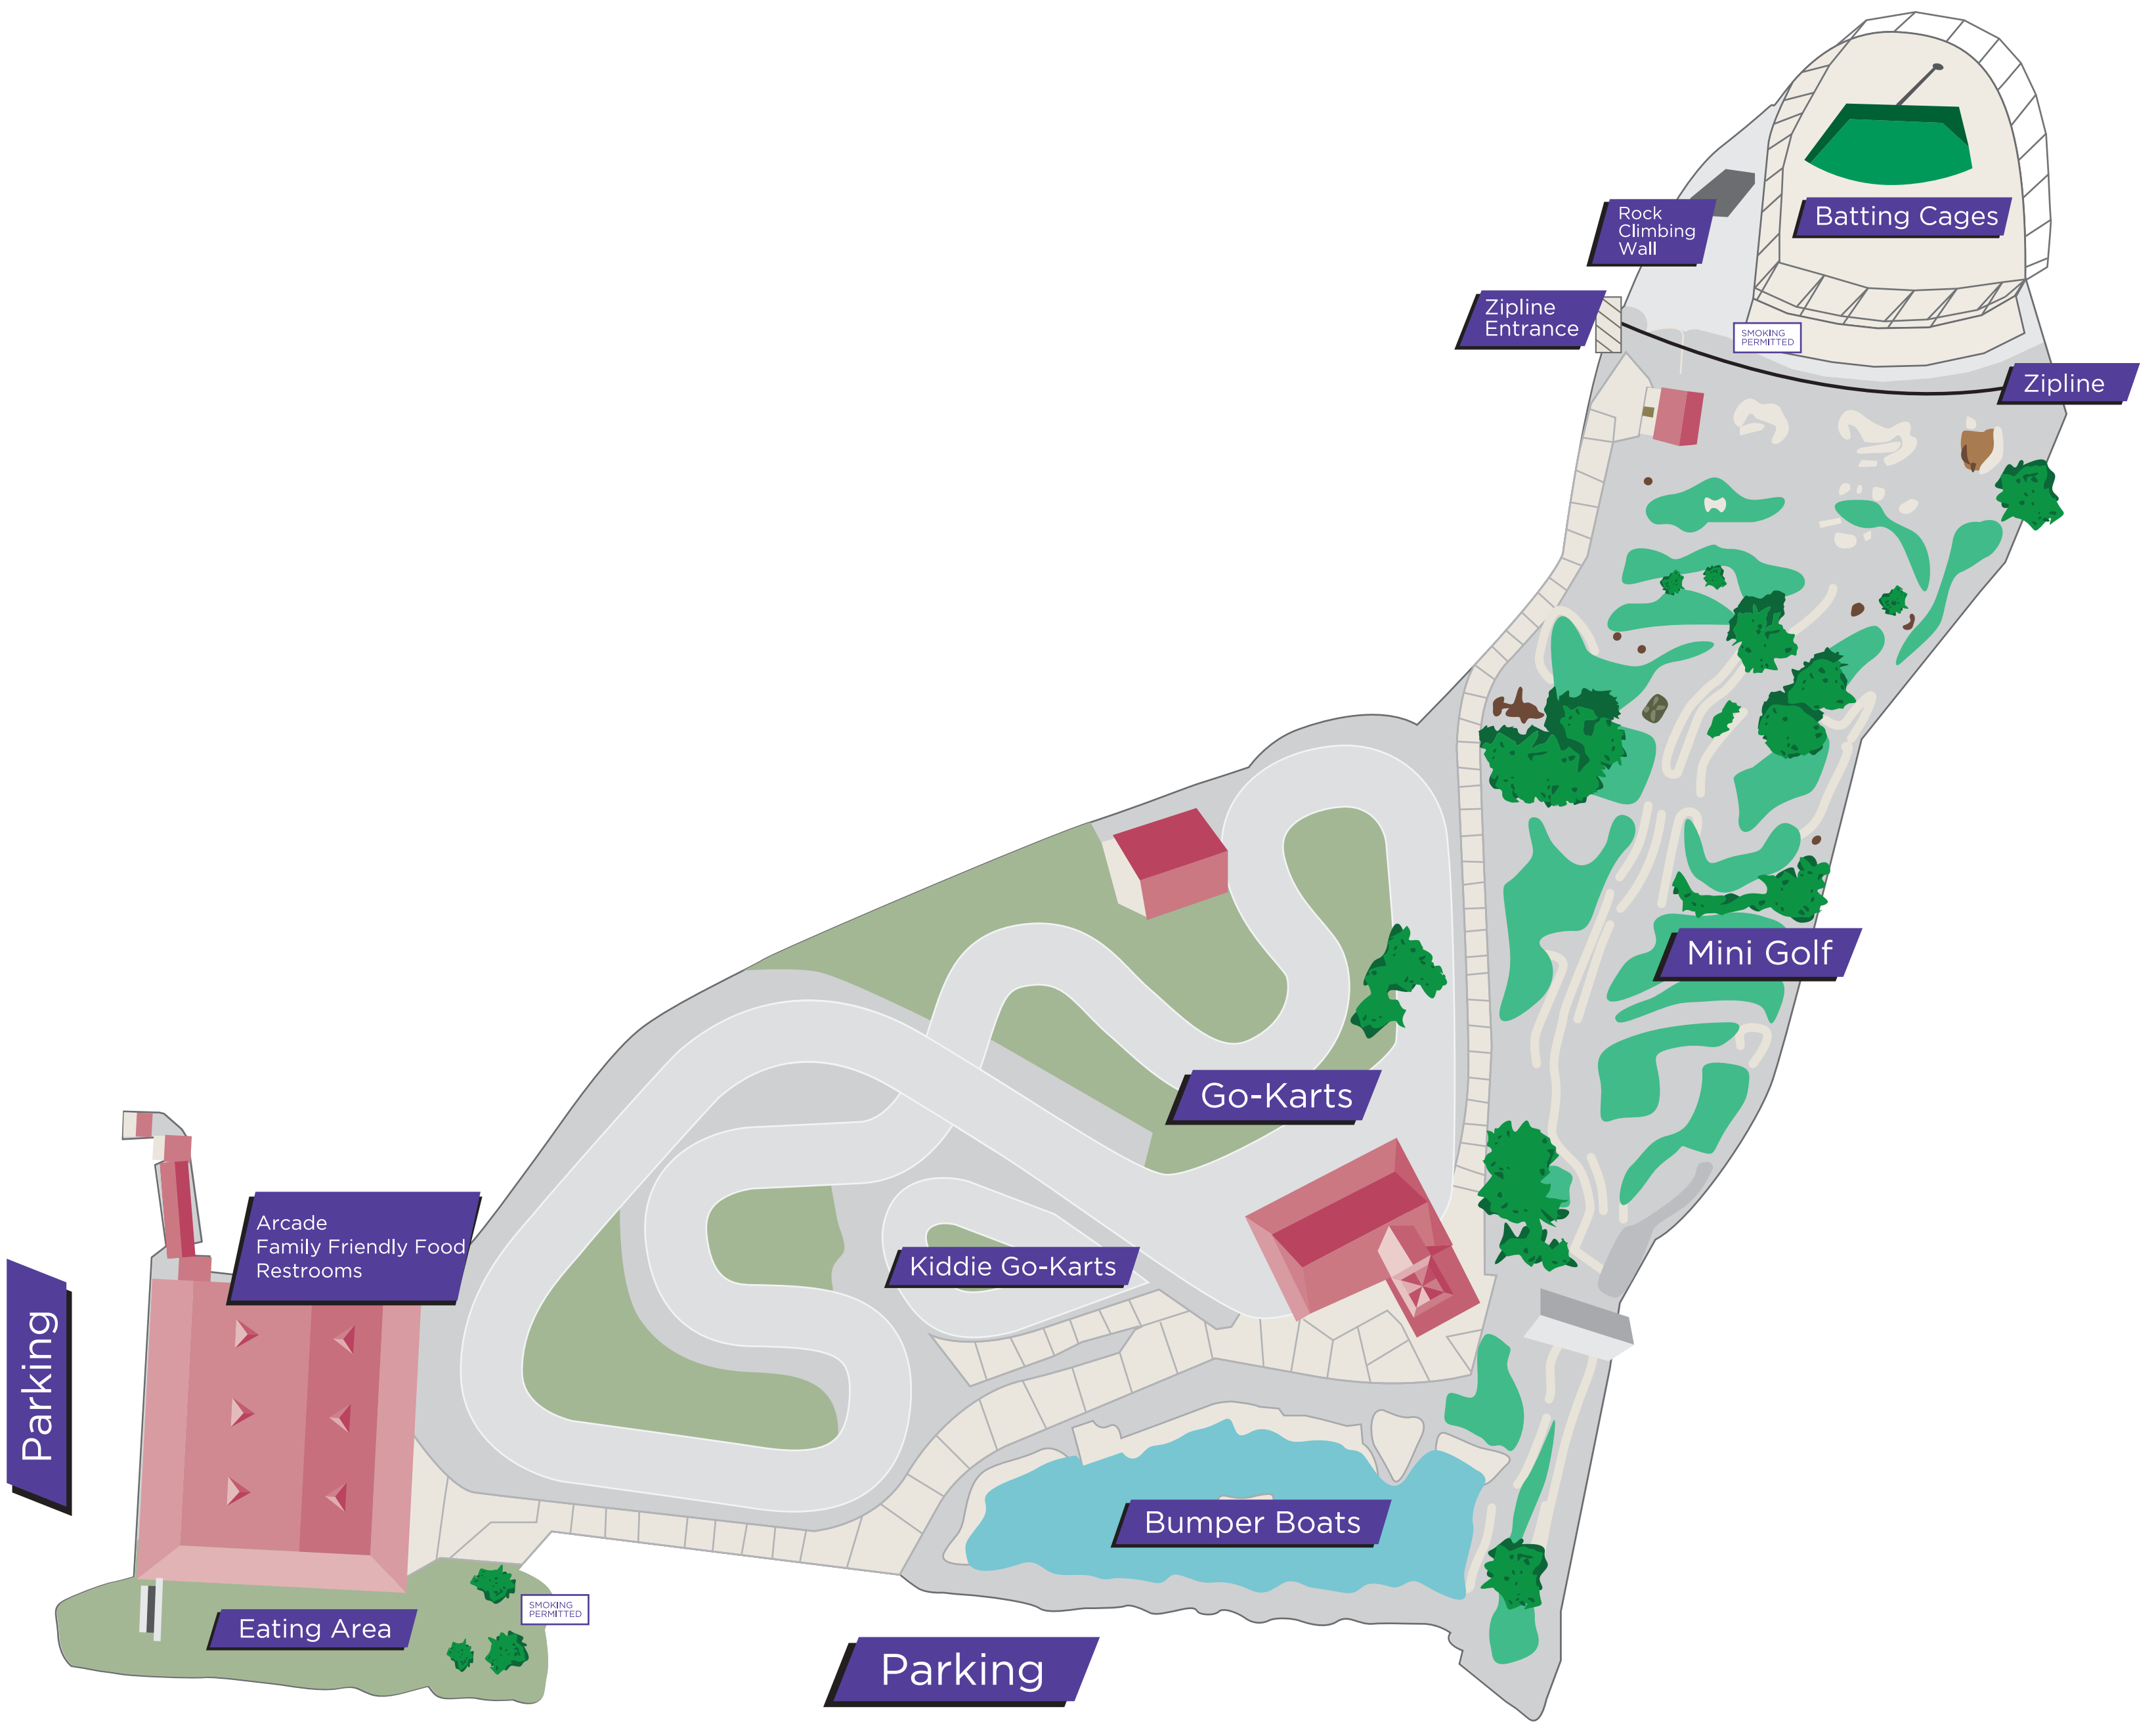 Batting Cages
Rock
Climbing
Wall
Zipline
Entrance
SMOKING
PERMITTED
Zipline
Mini Golf
Go-Karts
Kiddie Go-Karts
Arcade
Family Friendly Food
Restrooms
Parking
Bumper Boats
Eating Area
SMOKING
PERMITTED
Parking